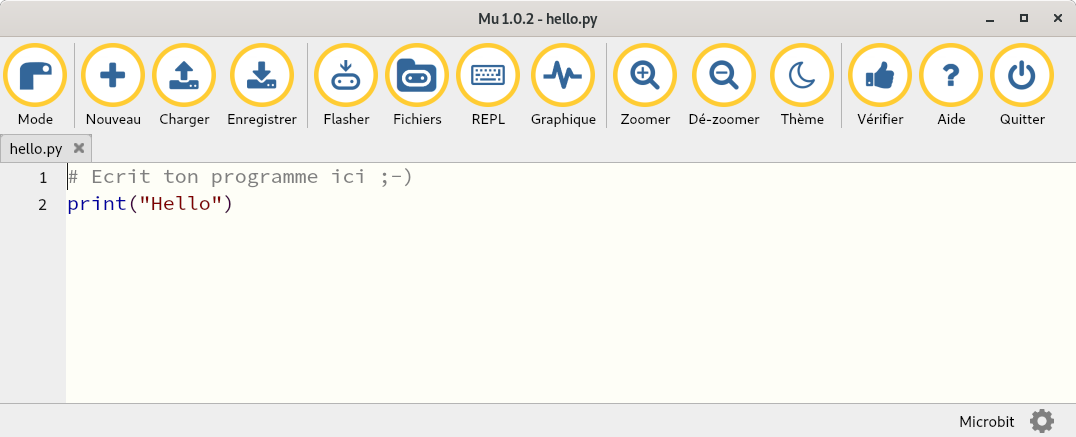 Mu 1.0.2 - hello.py
Mode Nouveau Charger Enregistrer Flasher Fichiers REPL Graphique Zoomer Dé-zoomer Thème Vérifier Aide Quitter
hello.py
1 # Ecrit ton programme ici ;-)
2 print("Hello")
Microbit